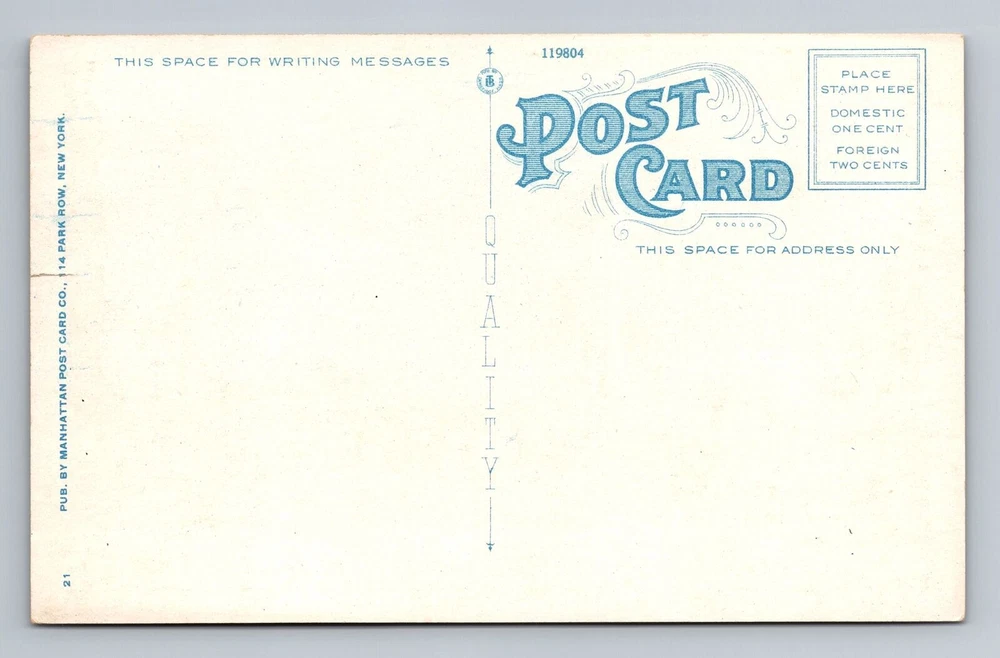 THIS SPACE FOR WRITING MESSAGES
119804
POST
CARD
PLACE
STAMP HERE
DOMESTIC
ONE CENT
FOREIGN
TWO CENTS
THIS SPACE FOR ADDRESS ONLY
QUALITY
PUB. BY MANHATTAN POST CARD CO., 114 PARK ROW, NEW YORK.
21